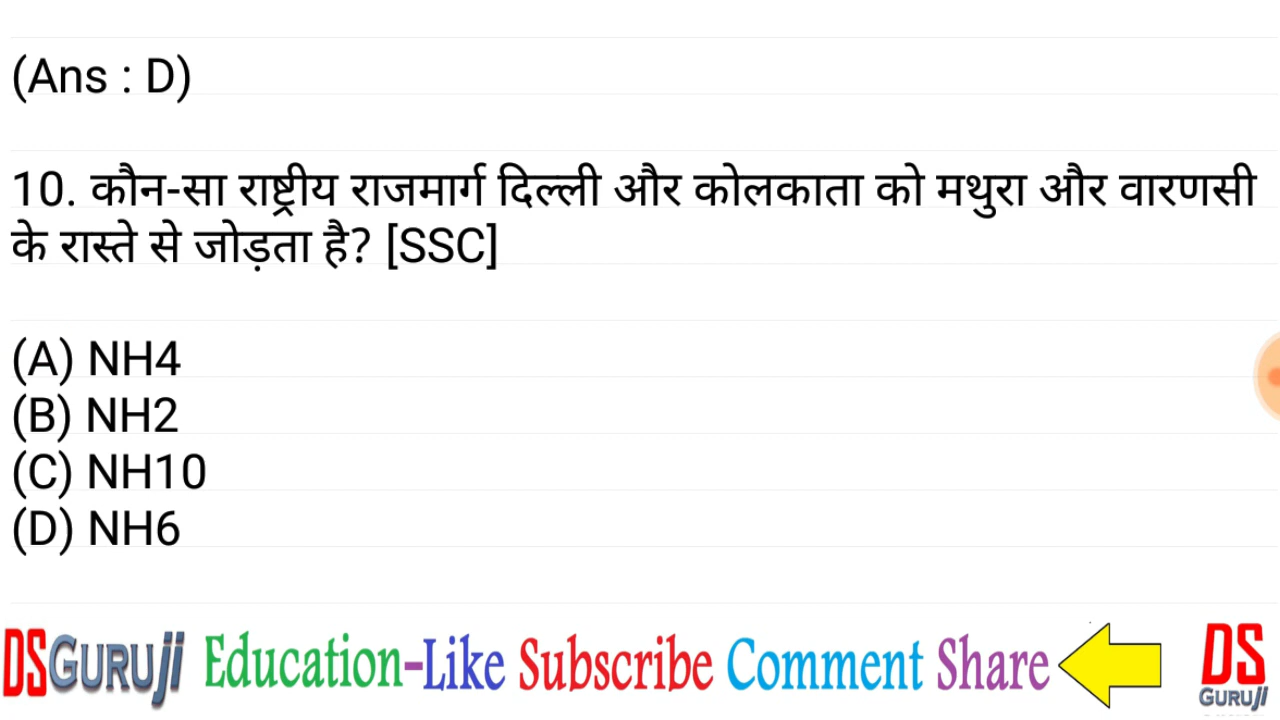 (Ans : D)
10. कौन-सा राष्ट्रीय राजमार्ग दिल्ली और कोलकाता को मथुरा और वारणसी
के रास्ते से जोड़ता है? [SSC]
(A) NH4
(B) NH2
(C) NH10
(D) NH6
DSGURUji Education-Like Subscribe Comment Share DS
GURUji